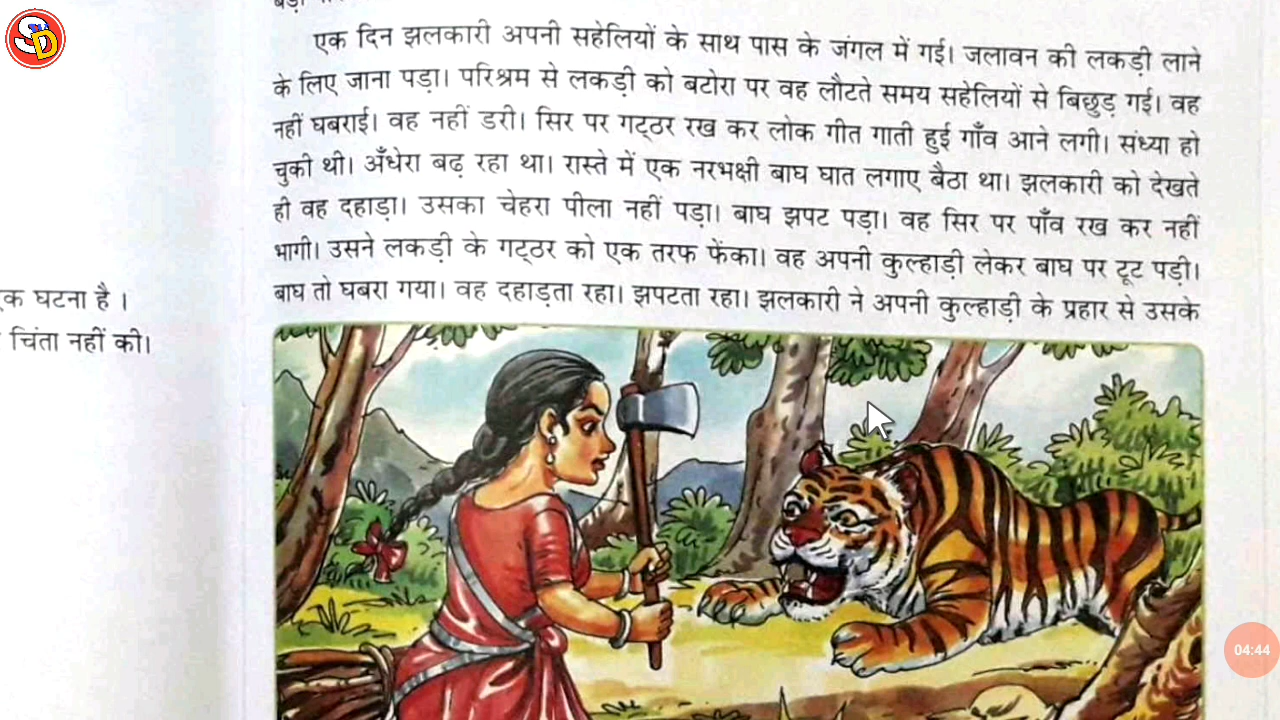 एक दिन झलकारी अपनी सहेलियों के साथ पास के जंगल में गई। जलावन की लकड़ी लाने
के लिए जाना पड़ा। परिश्रम से लकड़ी को बटोरा पर वह लौटते समय सहेलियों से बिछुड़ गई। वह
नहीं घबराई। वह नहीं डरी। सिर पर गट्ठर रख कर लोक गीत गाती हुई गाँव आने लगी। संध्या हो
चुकी थी। अँधेरा बढ़ रहा था। रास्ते में एक नरभक्षी बाघ घात लगाए बैठा था। झलकारी को देखते
ही वह दहाड़ा। उसका चेहरा पीला नहीं पड़ा। बाघ झपट पड़ा। वह सिर पर पाँव रख कर नहीं
भागी। उसने लकड़ी के गट्ठर को एक तरफ फेंका। वह अपनी कुल्हाड़ी लेकर बाघ पर टूट पड़ी।
बाघ तो घबरा गया। वह दहाड़ता रहा। झपटता रहा। झलकारी ने अपनी कुल्हाड़ी के प्रहार से उसके
घटना है ।
चिंता नहीं की।
SD
04:44